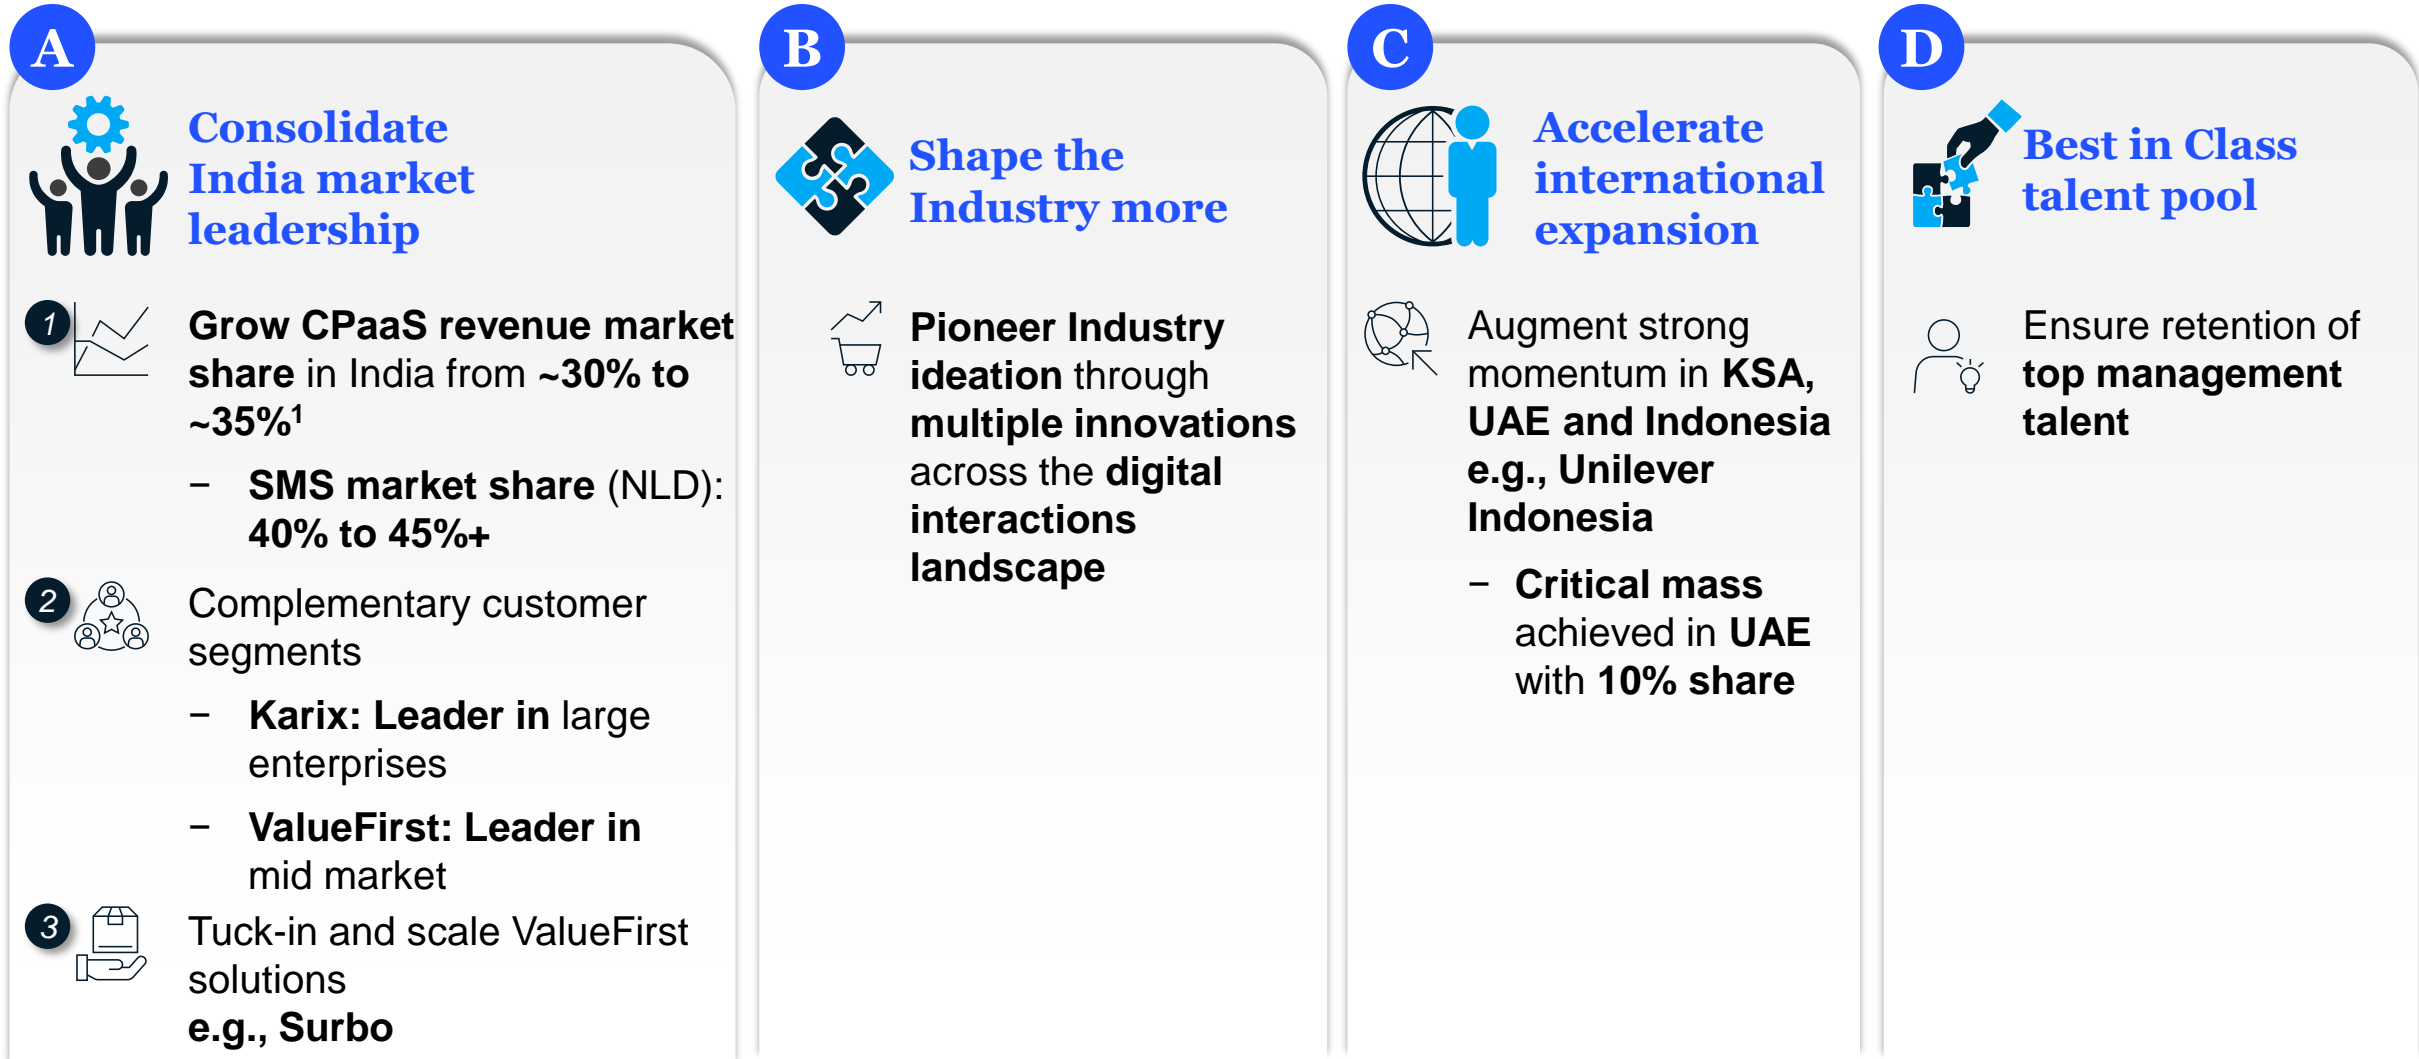 A
Consolidate
India market
leadership
1
Grow CPaaS revenue market
share in India from ~30% to
~35%¹
– SMS market share (NLD):
40% to 45%+
2
Complementary customer
segments
– Karix: Leader in large
enterprises
– ValueFirst: Leader in
mid market
3
Tuck-in and scale ValueFirst
solutions
e.g., Surbo
B
Shape the
Industry more
Pioneer Industry
ideation through
multiple innovations
across the digital
interactions
landscape
C
Accelerate
international
expansion
Augment strong
momentum in KSA,
UAE and Indonesia
e.g., Unilever
Indonesia
– Critical mass
achieved in UAE
with 10% share
D
Best in Class
talent pool
Ensure retention of
top management
talent